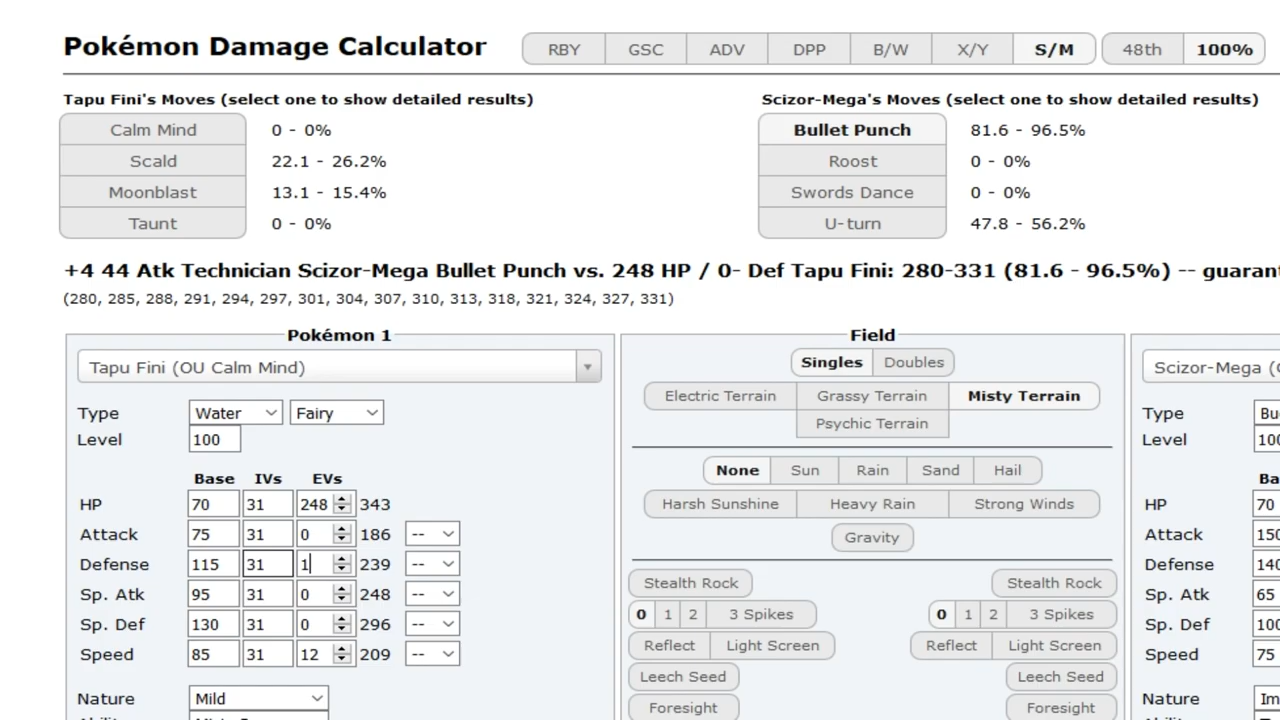 Pokémon Damage Calculator RBY GSC ADV DPP B/W X/Y S/M 48th 100%
Tapu Fini's Moves (select one to show detailed results) Scizor-Mega's Moves (select one to show detailed results)
Calm Mind 0 - 0% Bullet Punch 81.6 - 96.5%
Scald 22.1 - 26.2% Roost 0 - 0%
Moonblast 13.1 - 15.4% Swords Dance 0 - 0%
Taunt 0 - 0% U-turn 47.8 - 56.2%
+4 44 Atk Technician Scizor-Mega Bullet Punch vs. 248 HP / 0- Def Tapu Fini: 280-331 (81.6 - 96.5%) -- guarant
(280, 285, 288, 291, 294, 297, 301, 304, 307, 310, 313, 318, 321, 324, 327, 331)
Pokémon 1 Field
Singles Doubles
Tapu Fini (OU Calm Mind) Scizor-Mega (
Electric Terrain Grassy Terrain Misty Terrain
Type Water Fairy Type Bu
Psychic Terrain
Level 100 Level 100
None Sun Rain Sand Hail
Base IVs EVs Ba
HP 70 31 248 343 Harsh Sunshine Heavy Rain Strong Winds HP 70
Attack 75 31 0 186 -- Gravity Attack 150
Defense 115 31 1 239 -- Defense 140
Stealth Rock Stealth Rock
Sp. Atk 95 31 0 248 -- Sp. Atk 65
0 1 2 3 Spikes 0 1 2 3 Spikes
Sp. Def 130 31 0 296 -- Sp. Def 100
Reflect Light Screen Reflect Light Screen
Speed 85 31 12 209 -- Speed 75
Leech Seed Leech Seed
Nature Mild Nature Im
Foresight Foresight